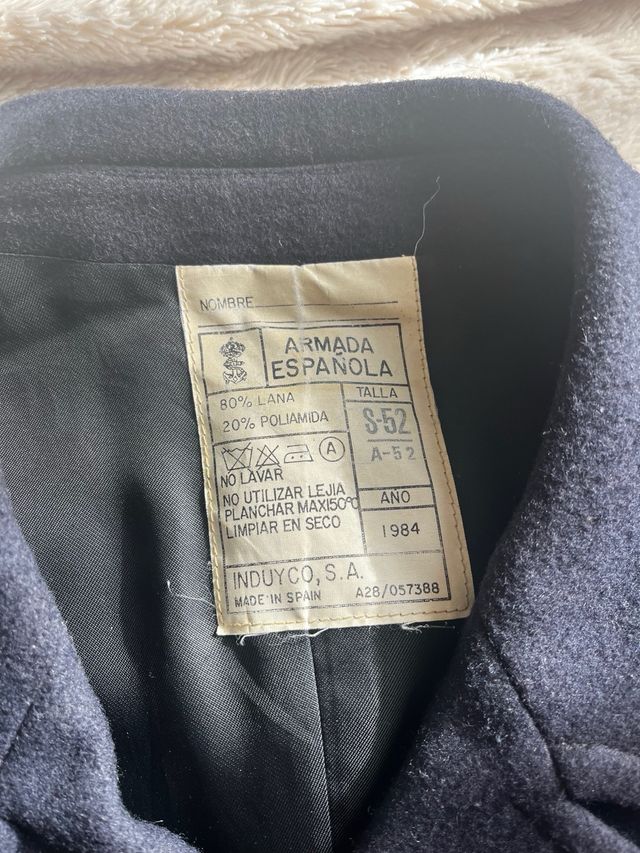 NOMBRE
ARMADA
ESPAÑOLA
80% LANA
20% POLIAMIDA
TALLA
S-52
A-52
A
NO LAVAR
NO UTILIZAR LEJIA
PLANCHAR MAX150ºC
LIMPIAR EN SECO
AÑO
1984
INDUYCO, S.A.
MADE IN SPAIN A28/057388